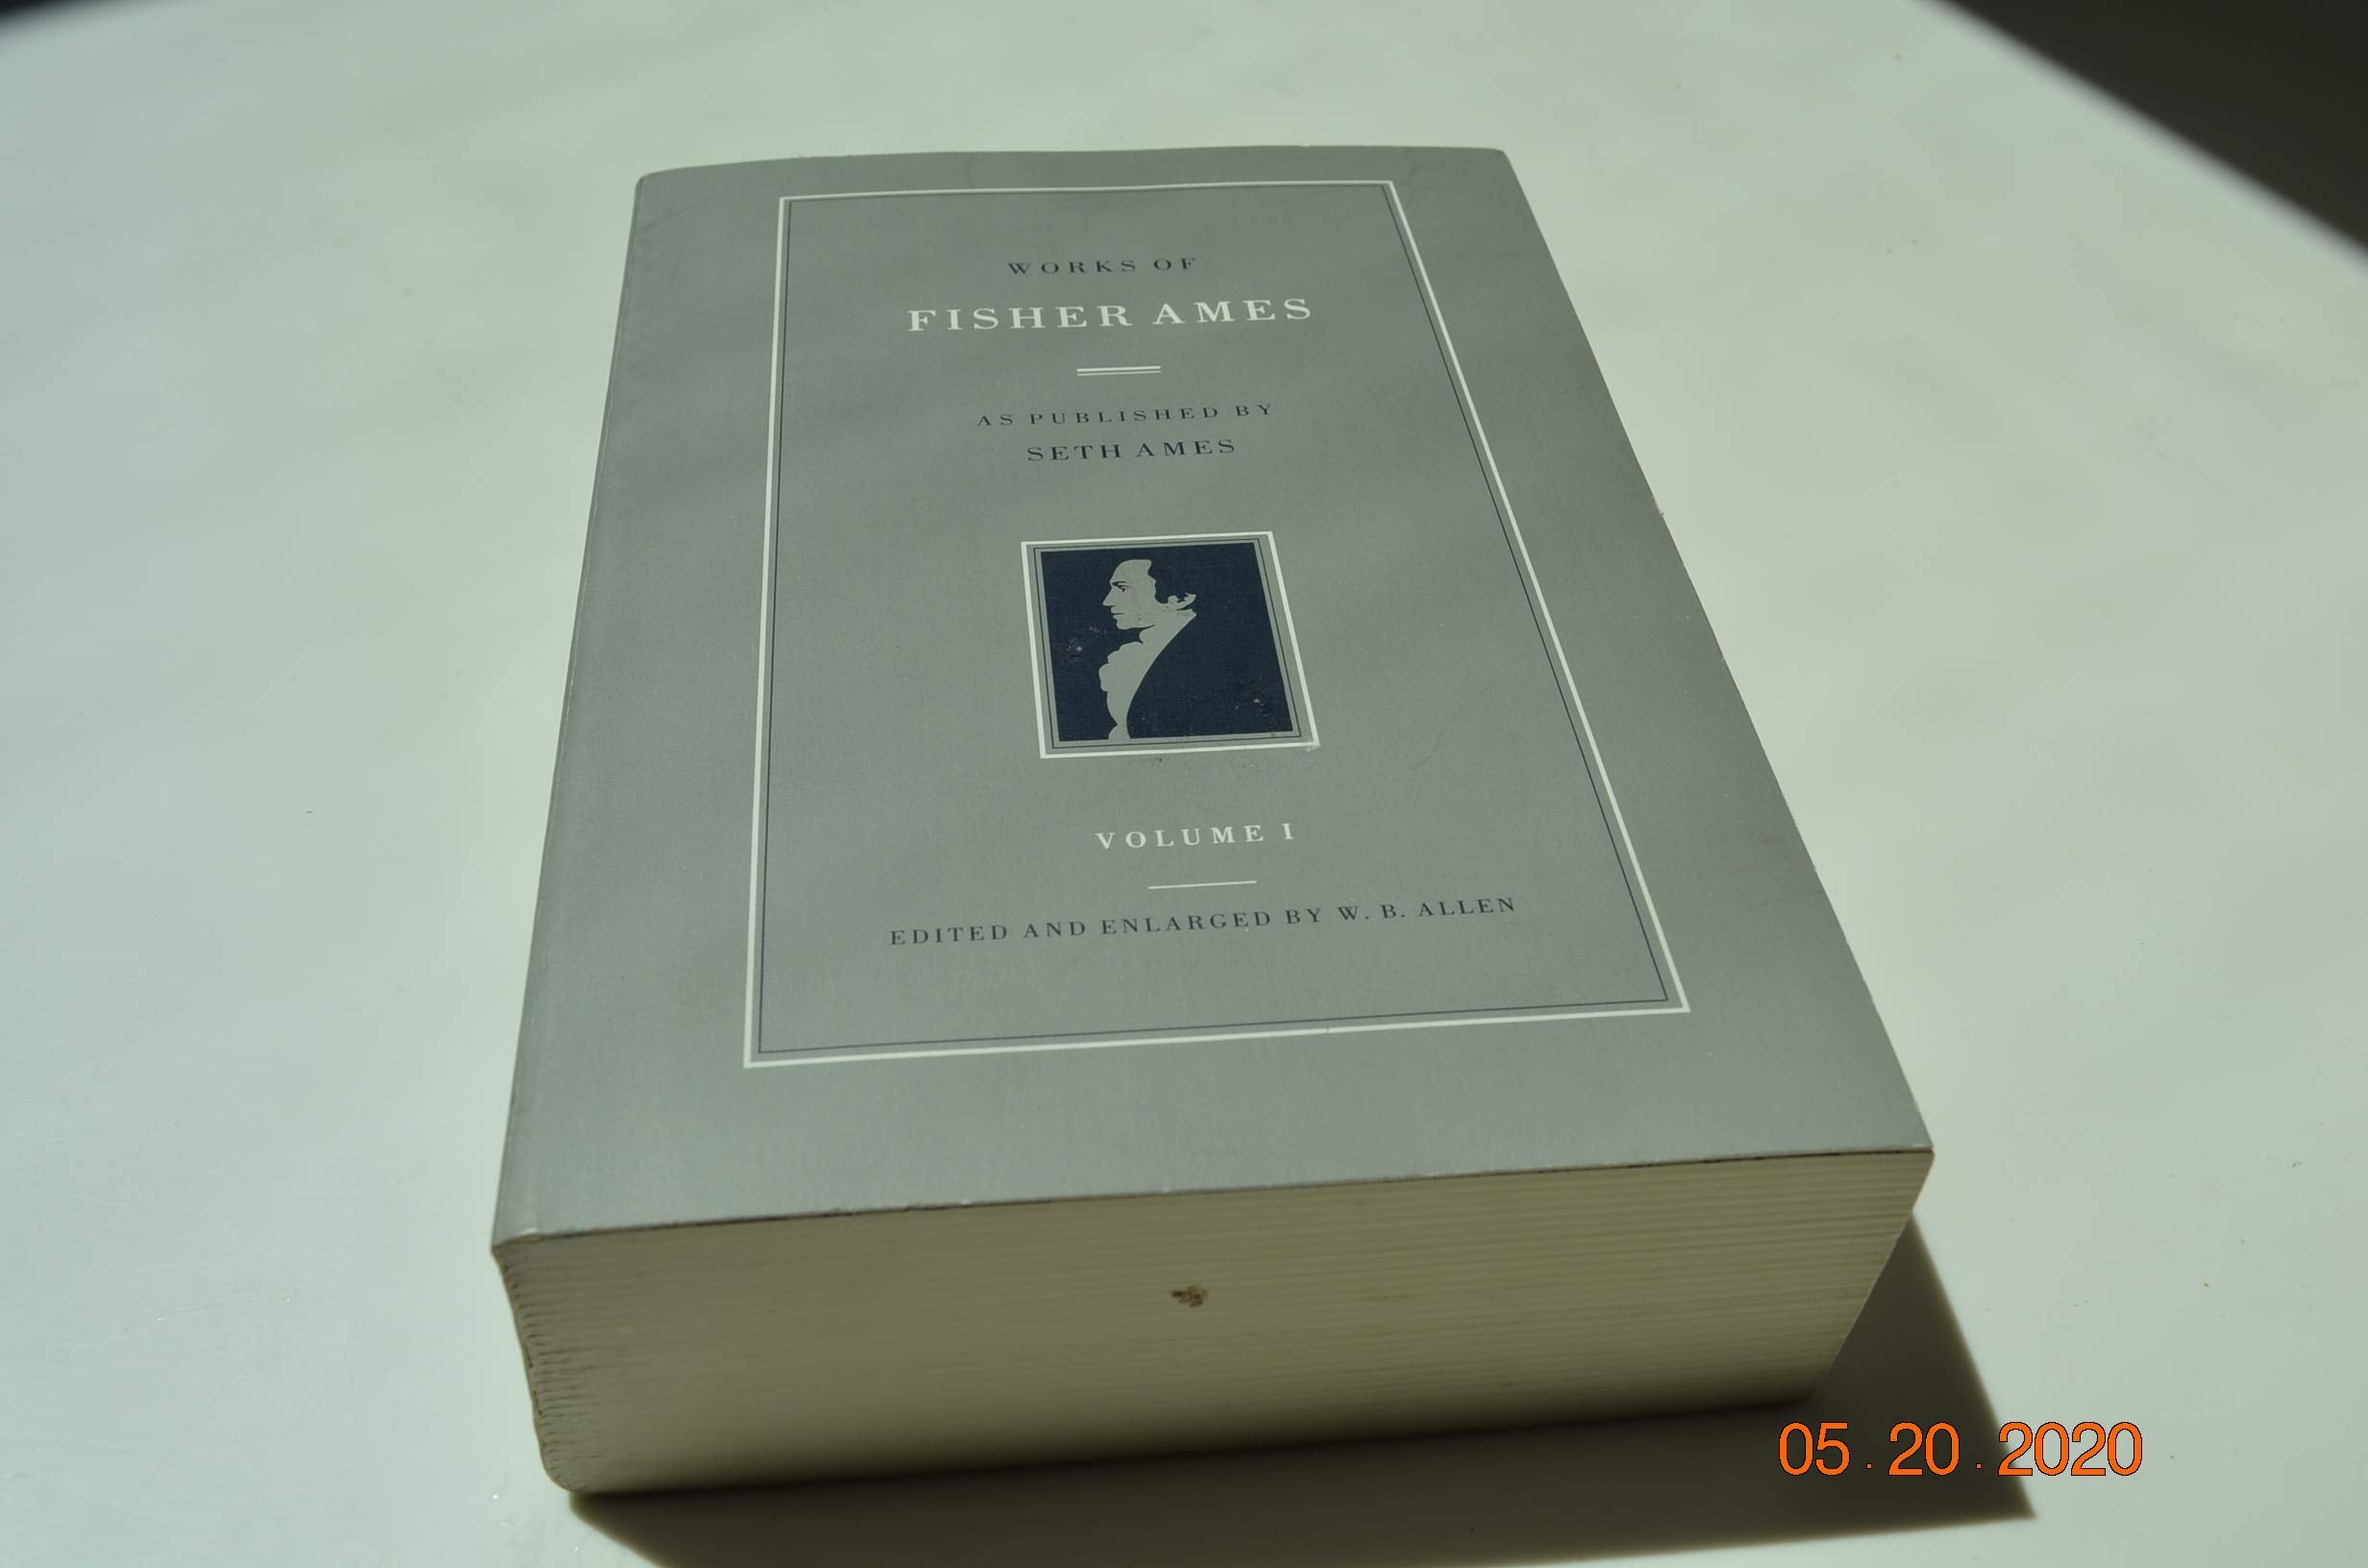 WORKS OF
FISHER AMES
AS PUBLISHED BY
SETH AMES
VOLUME I
EDITED AND ENLARGED BY W. B. ALLEN
05.20.2020